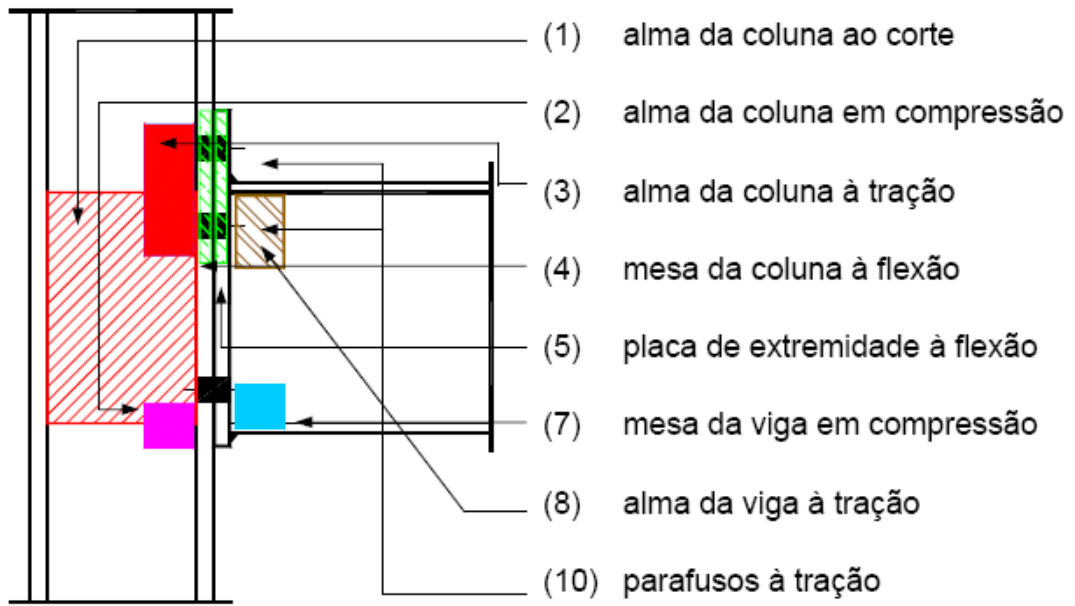 (1) alma da coluna ao corte
(2) alma da coluna em compressão
(3) alma da coluna à tração
(4) mesa da coluna à flexão
(5) placa de extremidade à flexão
(7) mesa da viga em compressão
(8) alma da viga à tração
(10) parafusos à tração